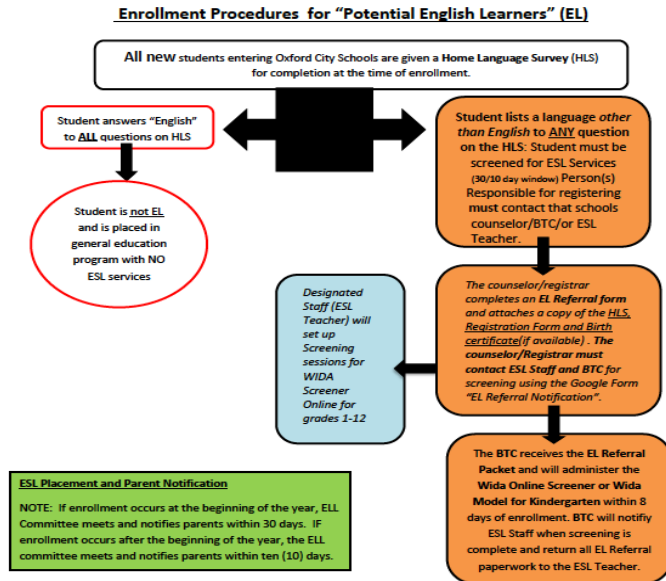 Enrollment Procedures for “Potential English Learners” (EL)
All new students entering Oxford City Schools are given a Home Language Survey (HLS)
for completion at the time of enrollment.
Student answers “English”
to ALL questions on HLS
Student is not EL
and is placed in
general education
program with NO
ESL services
Student lists a language other
than English to ANY question
on the HLS: Student must be
screened for ESL Services
(30/10 day window) Person(s)
Responsible for registering
must contact that schools
counselor/BTC/or ESL
Teacher.
Designated
Staff (ESL
Teacher) will
set up
Screening
sessions for
WIDA
Screener
Online for
grades 1-12
The counselor/registrar
completes an EL Referral form
and attaches a copy of the HLS,
Registration Form and Birth
certificate(if available) . The
counselor/Registrar must
contact ESL Staff and BTC for
screening using the Google Form
“EL Referral Notification”.
The BTC receives the EL Referral
Packet and will administer the
Wida Online Screener or Wida
Model for Kindergarten within 8
days of enrollment. BTC will notifiy
ESL Staff when screening is
complete and return all EL Referral
paperwork to the ESL Teacher.
ESL Placement and Parent Notification
NOTE: If enrollment occurs at the beginning of the year, ELL
Committee meets and notifies parents within 30 days. IF
enrollment occurs after the beginning of the year, the ELL
committee meets and notifies parents within ten (10) days.